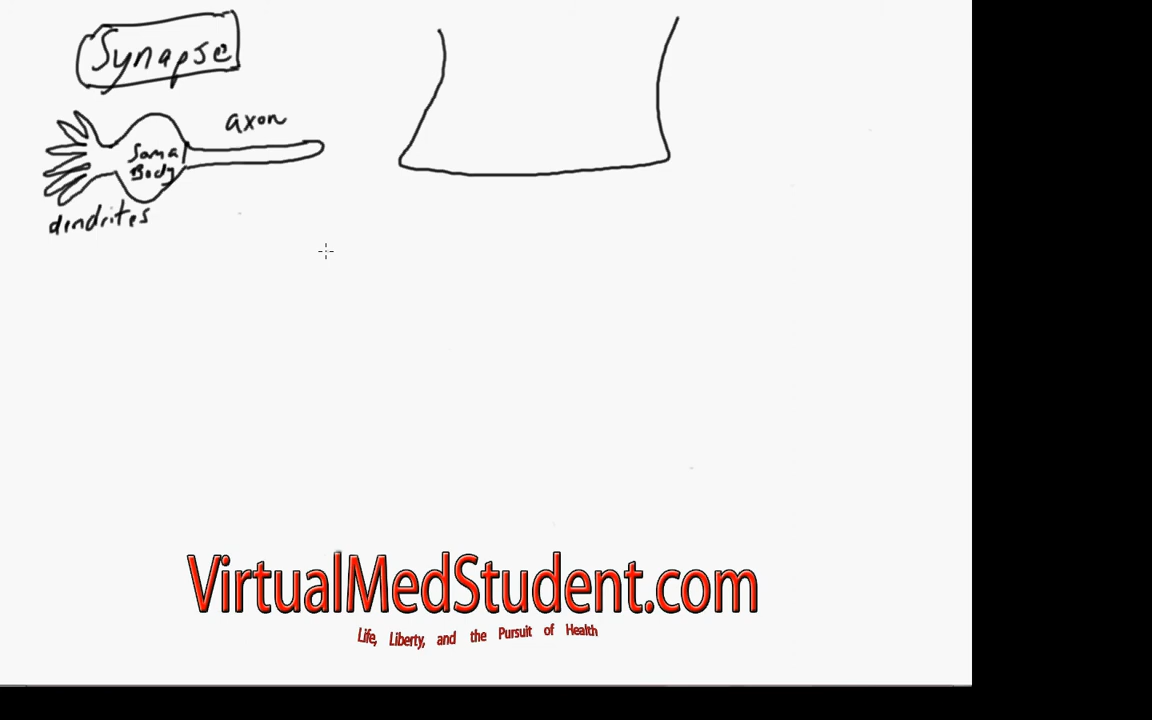 Synapse
axon
Soma
Body
dendrites
VirtualMedStudent.com
Life, Liberty, and the Pursuit of Health